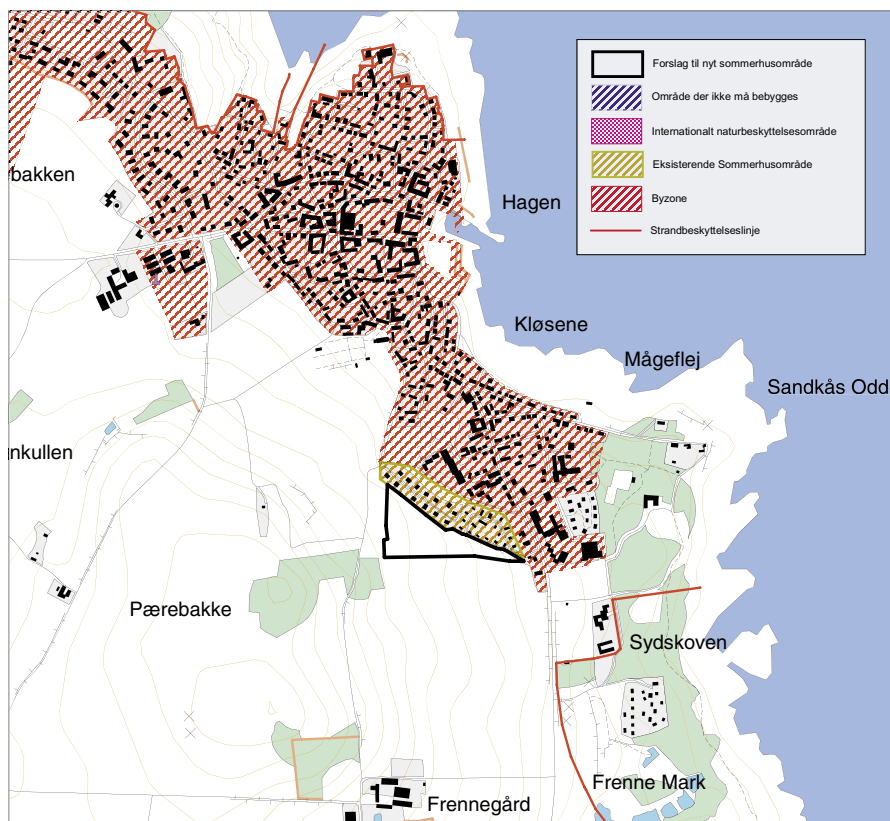 Forslag til nyt sommerhusområde
Område der ikke må bebygges
Internationalt naturbeskyttelsesområde
Eksisterende Sommerhusområde
Byzone
Strandbeskyttelseslinje
bakken
Hagen
Kløsene
Mågeflej
Sandkås Odd
nkullen
Pærebakke
Sydskoven
Frenne Mark
Frennegård